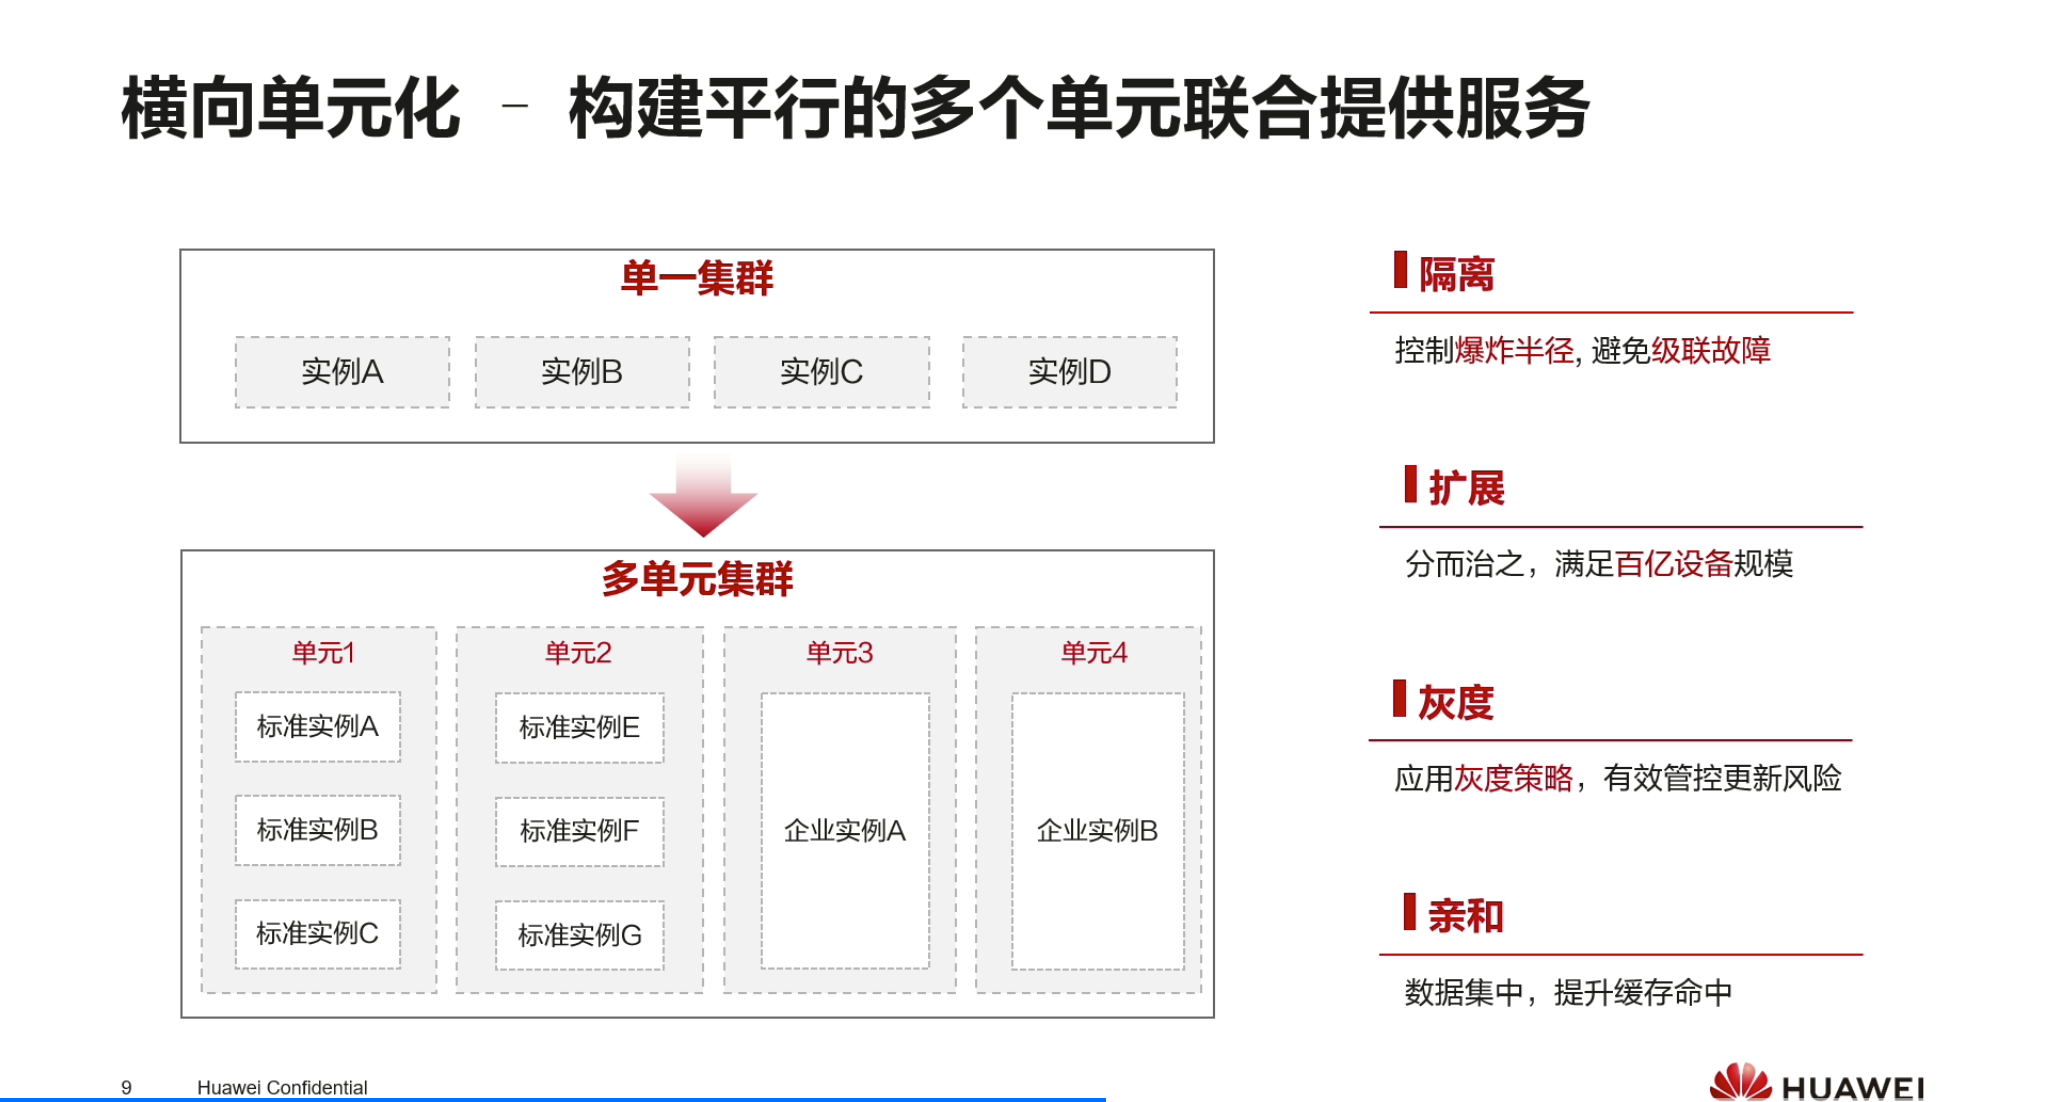 横向单元化 – 构建平行的多个单元联合提供服务
单一集群
实例A 实例B 实例C 实例D
多单元集群
单元1 单元2 单元3 单元4
标准实例A 标准实例E
标准实例B 标准实例F 企业实例A 企业实例B
标准实例C 标准实例G
隔离
控制爆炸半径, 避免级联故障
扩展
分而治之，满足百亿设备规模
灰度
应用灰度策略，有效管控更新风险
亲和
数据集中，提升缓存命中
9 Huawei Confidential
HUAWEI